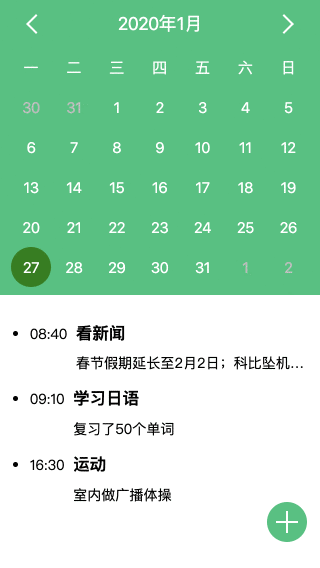 2020年1月
一 二 三 四 五 六 日
30 31 1 2 3 4 5
6 7 8 9 10 11 12
13 14 15 16 17 18 19
20 21 22 23 24 25 26
27 28 29 30 31 1 2
08:40 看新闻
春节假期延长至2月2日；科比坠机...
09:10 学习日语
复习了50个单词
16:30 运动
室内做广播体操